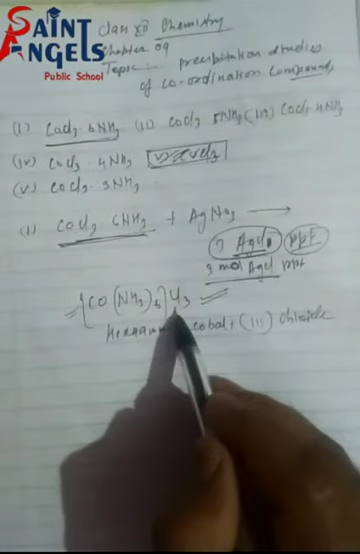 SAINT
ANGELS
Public School
Class XII Chemistry
Chapter 09
Topic:- precipitation studies
of co-ordination compounds
(i) CoCl3.6NH3 (ii) CoCl3 5NH3 (iii) CoCl3 4NH3
(iv) CoCl3 4NH3
(v) CoCl3 3NH3
(i) CoCl3 6NH3 + AgNO3 →
3 AgCl ppt
3 mol AgCl ppt
[CO(NH3)6]Cl3
cobalt (III) chloride